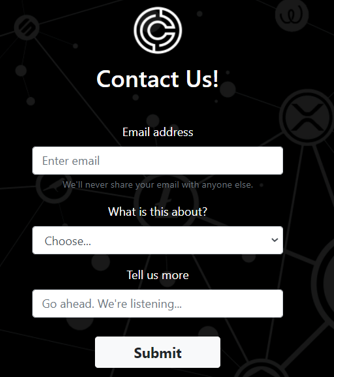 Contact Us!
Email address
Enter email
We'll never share your email with anyone else.
What is this about?
Choose...
Tell us more
Go ahead. We're listening...
Submit